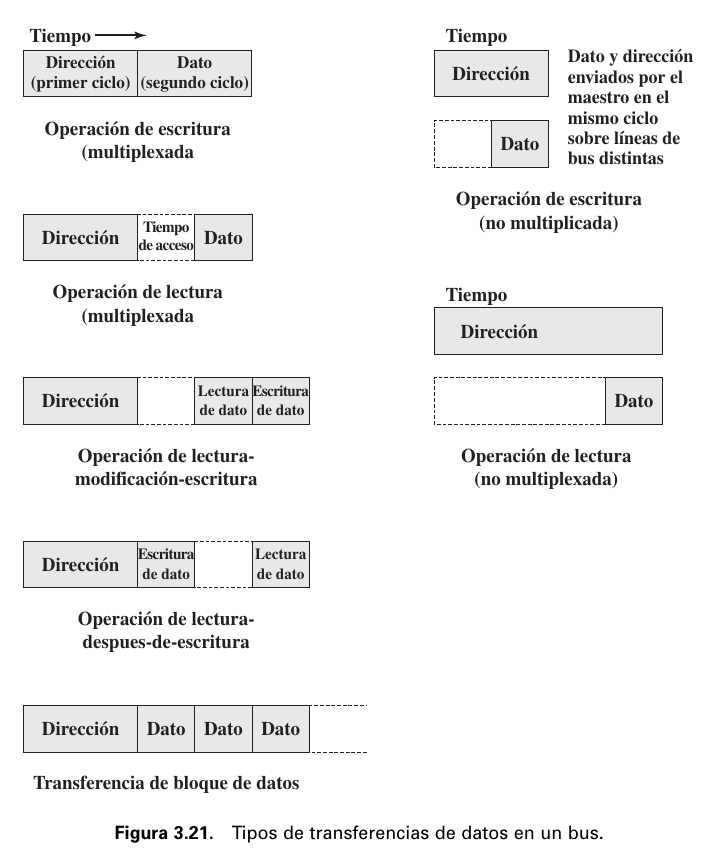 Tiempo
Dirección
(primer ciclo)
Dato
(segundo ciclo)
Operación de escritura
(multiplexada
Dirección
Tiempo
de acceso
Dato
Operación de lectura
(multiplexada
Dirección
Lectura
de dato
Escritura
de dato
Operación de lectura-
modificación-escritura
Dirección
Escritura
de dato
Lectura
de dato
Operación de lectura-
despues-de-escritura
Dirección
Dato
Dato
Dato
Transferencia de bloque de datos
Tiempo
Dirección
Dato
Dato y dirección
enviados por el
maestro en el
mismo ciclo
sobre líneas de
bus distintas
Operación de escritura
(no multiplicada)
Tiempo
Dirección
Dato
Operación de lectura
(no multiplexada)
Figura 3.21. Tipos de transferencias de datos en un bus.